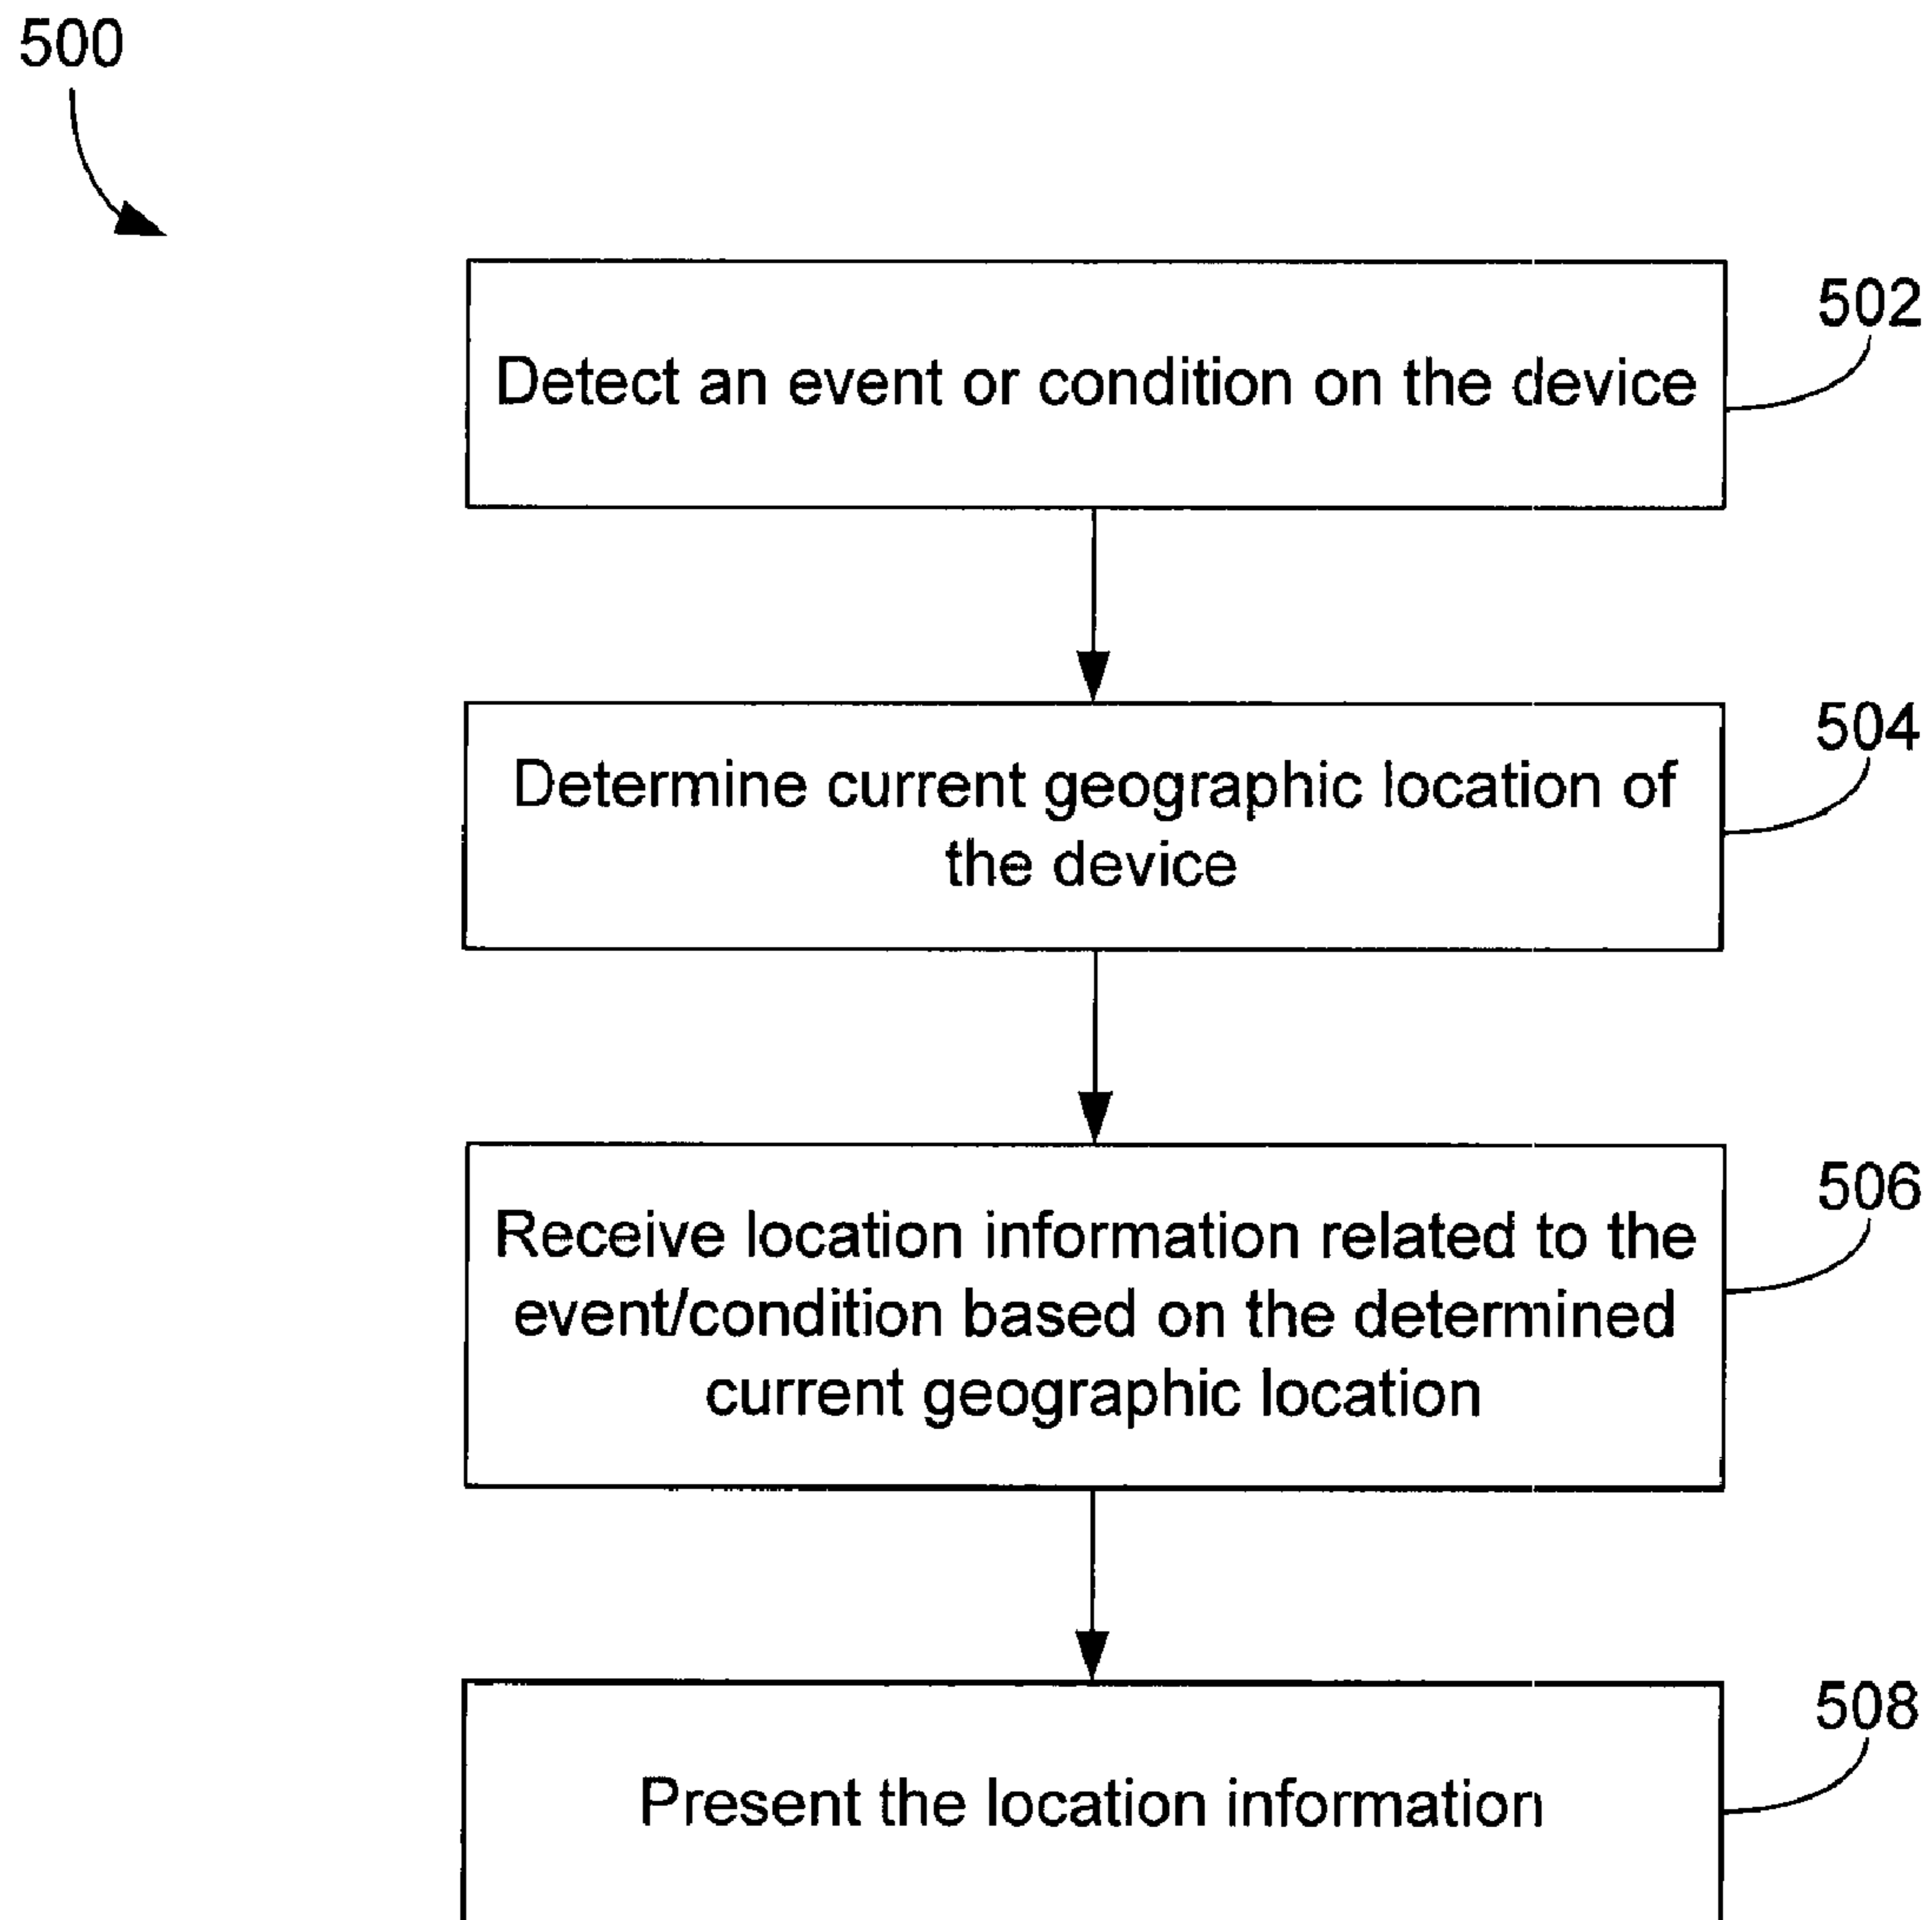 500
502
Detect an event or condition on the device
504
Determine current geographic location of
the device
506
Receive location information related to the
event/condition based on the determined
current geographic location
508
Present the location information